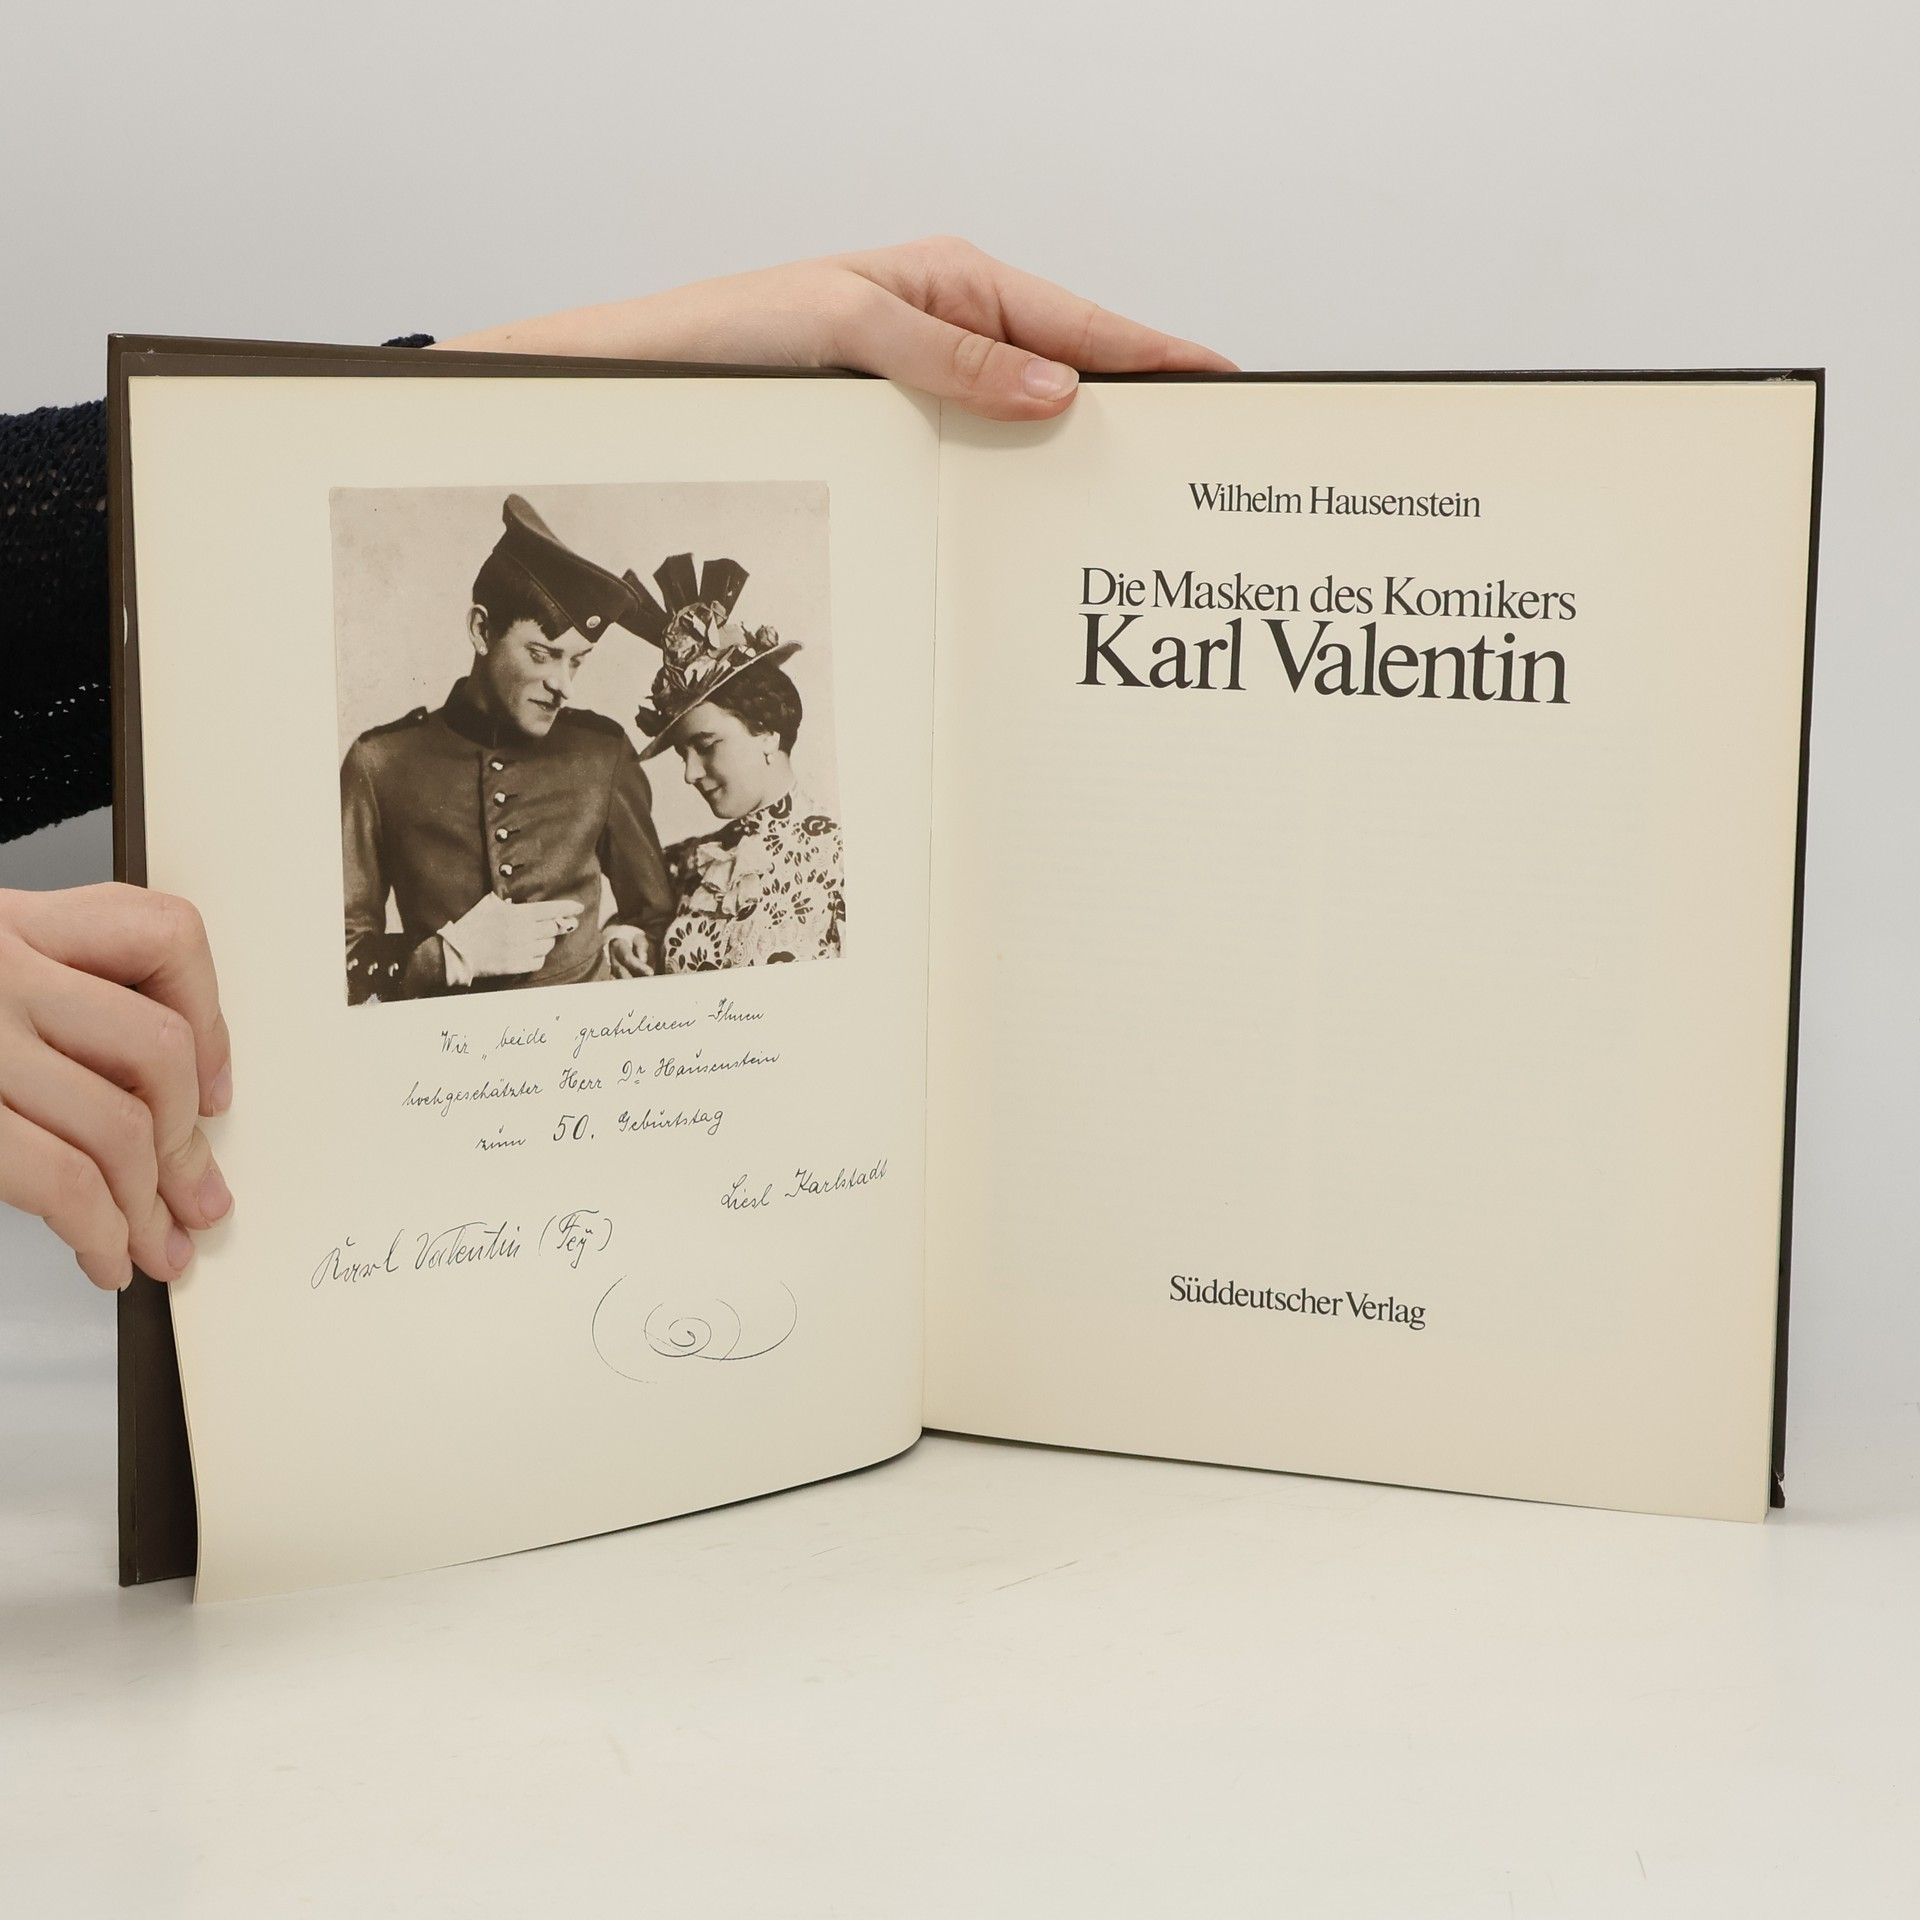 Wir „beide" gratulieren Ihnen
hochgeschätzter Herr Dr Hausenstein
zum 50. Geburtstag
Liesl Karlstadt
Karl Valentin (Fey)
Wilhelm Hausenstein
Die Masken des Komikers
Karl Valentin
Süddeutscher Verlag